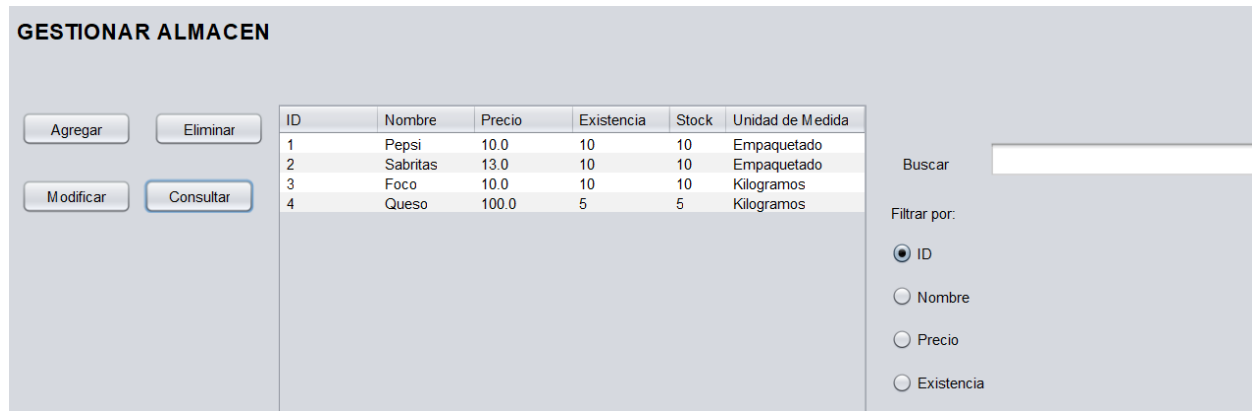 GESTIONAR ALMACEN
Agregar Eliminar
Modificar Consultar
ID Nombre Precio Existencia Stock Unidad de Medida
1 Pepsi 10.0 10 10 Empaquetado
2 Sabritas 13.0 10 10 Empaquetado
3 Foco 10.0 10 10 Kilogramos
4 Queso 100.0 5 5 Kilogramos
Buscar
Filtrar por:
ID
Nombre
Precio
Existencia